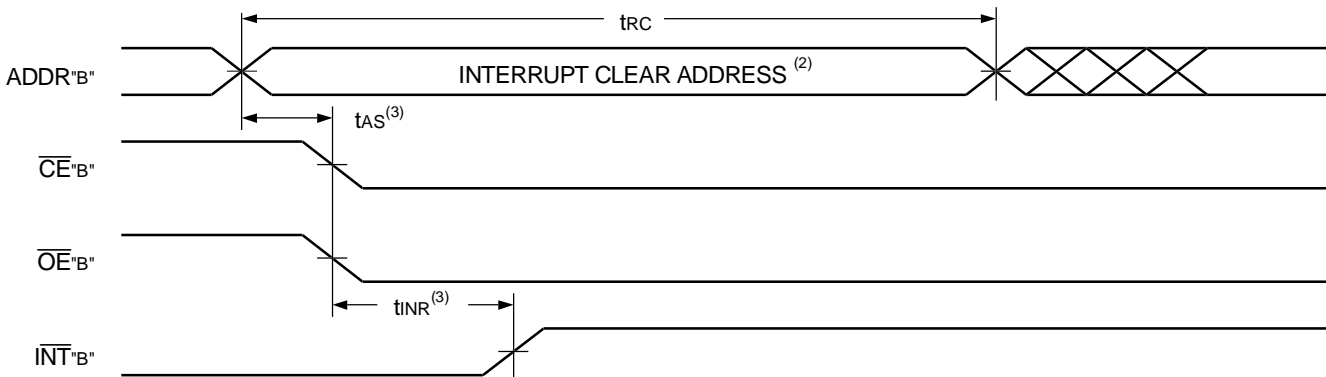 tRC
ADDR"B"
INTERRUPT CLEAR ADDRESS (2)
tAS(3)
CE"B"
OE"B"
tINR(3)
INT"B"